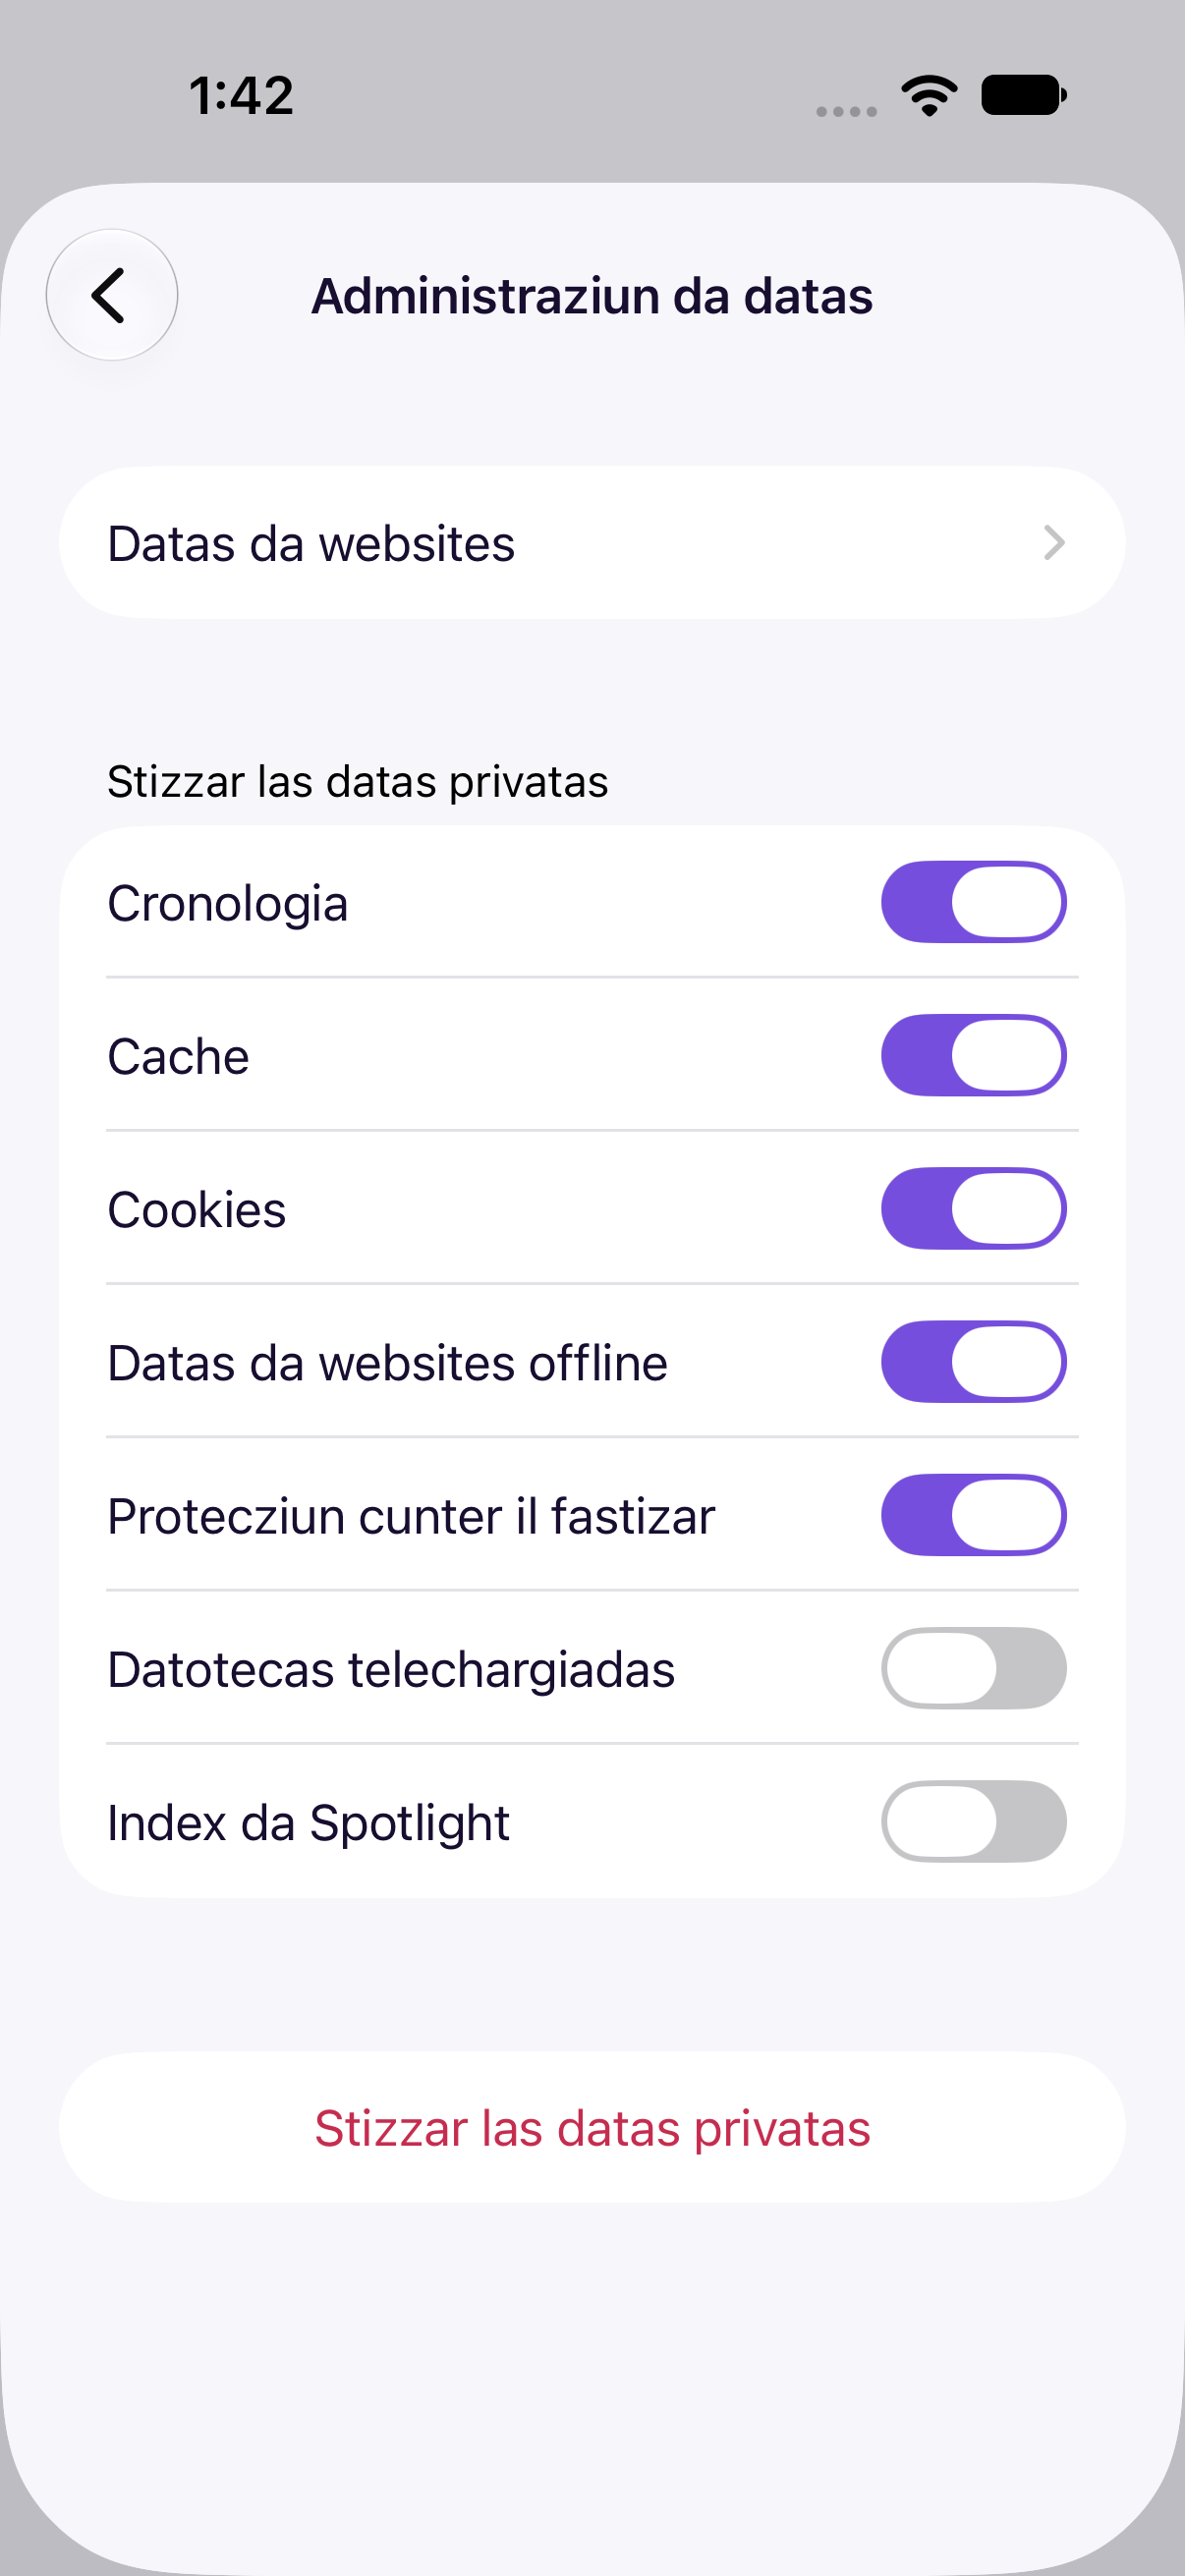 1:42
Administraziun da datas
Datas da websites
Stizzar las datas privatas
Cronologia
Cache
Cookies
Datas da websites offline
Protecziun cunter il fastizar
Datotecas telechargiadas
Index da Spotlight
Stizzar las datas privatas